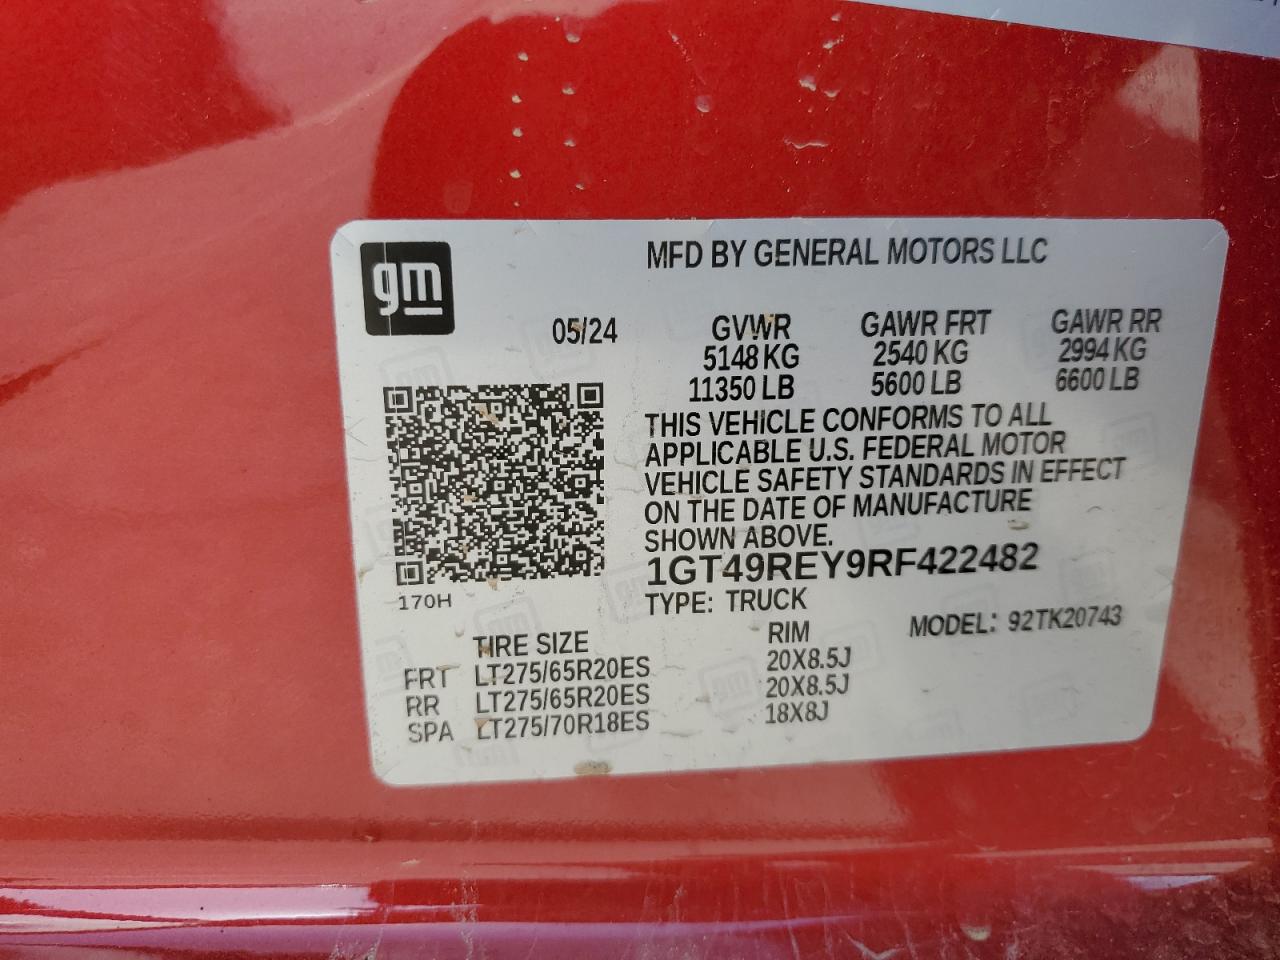 gm
MFD BY GENERAL MOTORS LLC
05/24
GVWR GAWR FRT GAWR RR
5148 KG 2540 KG 2994 KG
11350 LB 5600 LB 6600 LB
THIS VEHICLE CONFORMS TO ALL
APPLICABLE U.S. FEDERAL MOTOR
VEHICLE SAFETY STANDARDS IN EFFECT
ON THE DATE OF MANUFACTURE
SHOWN ABOVE.
1GT49REY9RF422482
170H
TYPE: TRUCK
MODEL: 92TK20743
TIRE SIZE RIM
FRT LT275/65R20ES 20X8.5J
RR LT275/65R20ES 20X8.5J
SPA LT275/70R18ES 18X8J